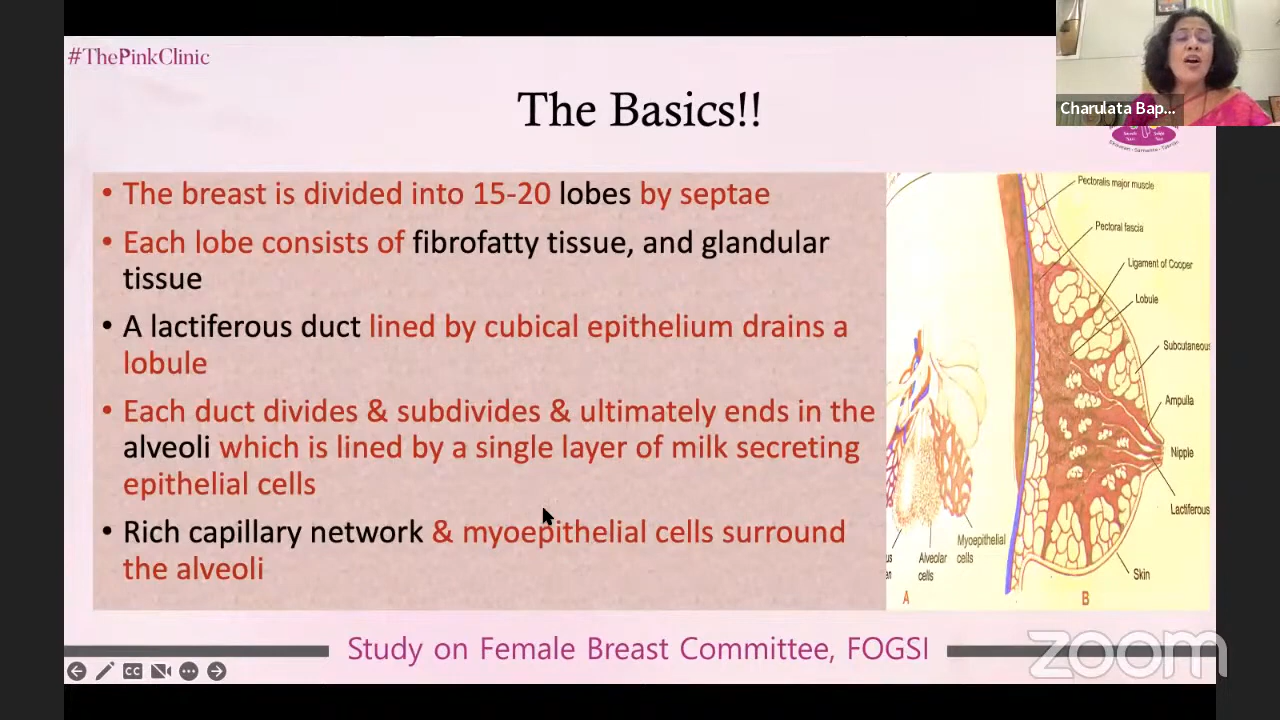 #ThePinkClinic
Charulata Bap...
The Basics!!
• The breast is divided into 15-20 lobes by septae
• Each lobe consists of fibrofatty tissue, and glandular
tissue
• A lactiferous duct lined by cubical epithelium drains a
lobule
• Each duct divides & subdivides & ultimately ends in the
alveoli which is lined by a single layer of milk secreting
epithelial cells
• Rich capillary network & myoepithelial cells surround
the alveoli
Pectoralis major muscle
Pectoral fascia
Ligament of Cooper
Lobule
Subcutaneous
Ampulla
Nipple
Lactiferous
Skin
Myoepithelial
cells
Alveolar
cells
A
B
Study on Female Breast Committee, FOGSI
CC
zoom